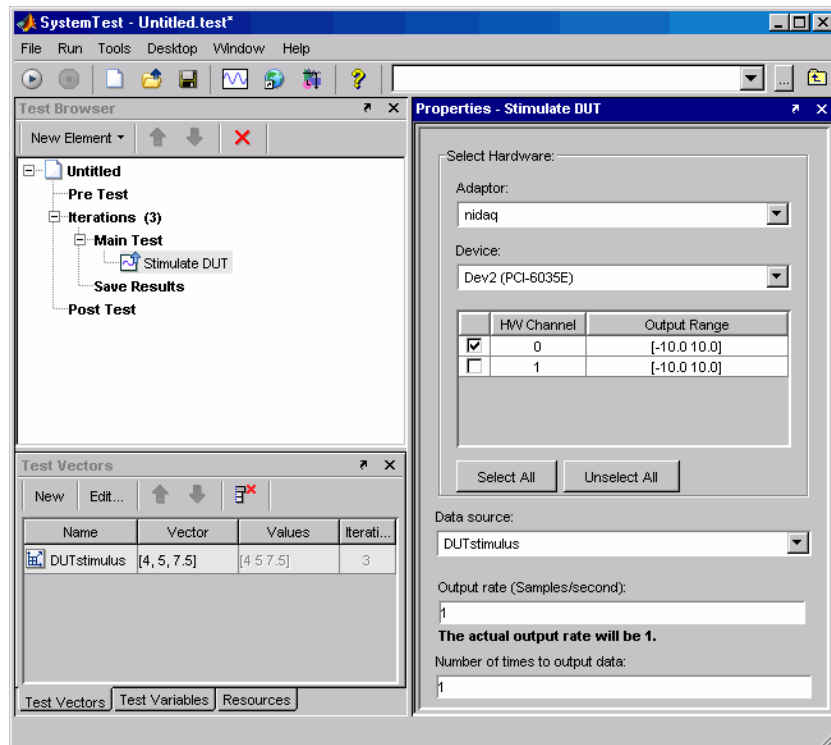 SystemTest - Untitled.test*
File Run Tools Desktop Window Help
...
Test Browser
New Element
Untitled
Pre Test
Iterations (3)
Main Test
Stimulate DUT
Save Results
Post Test
Test Vectors
New Edit...
Name Vector Values Iterati...
DUTstimulus [4, 5, 7.5] [4 5 7.5] 3
Test Vectors Test Variables Resources
Properties - Stimulate DUT
Select Hardware:
Adaptor:
nidaq
Device:
Dev2 (PCI-6035E)
HW Channel Output Range
0 [-10.0 10.0]
1 [-10.0 10.0]
Select All Unselect All
Data source:
DUTstimulus
Output rate (Samples/second):
1
The actual output rate will be 1.
Number of times to output data:
1